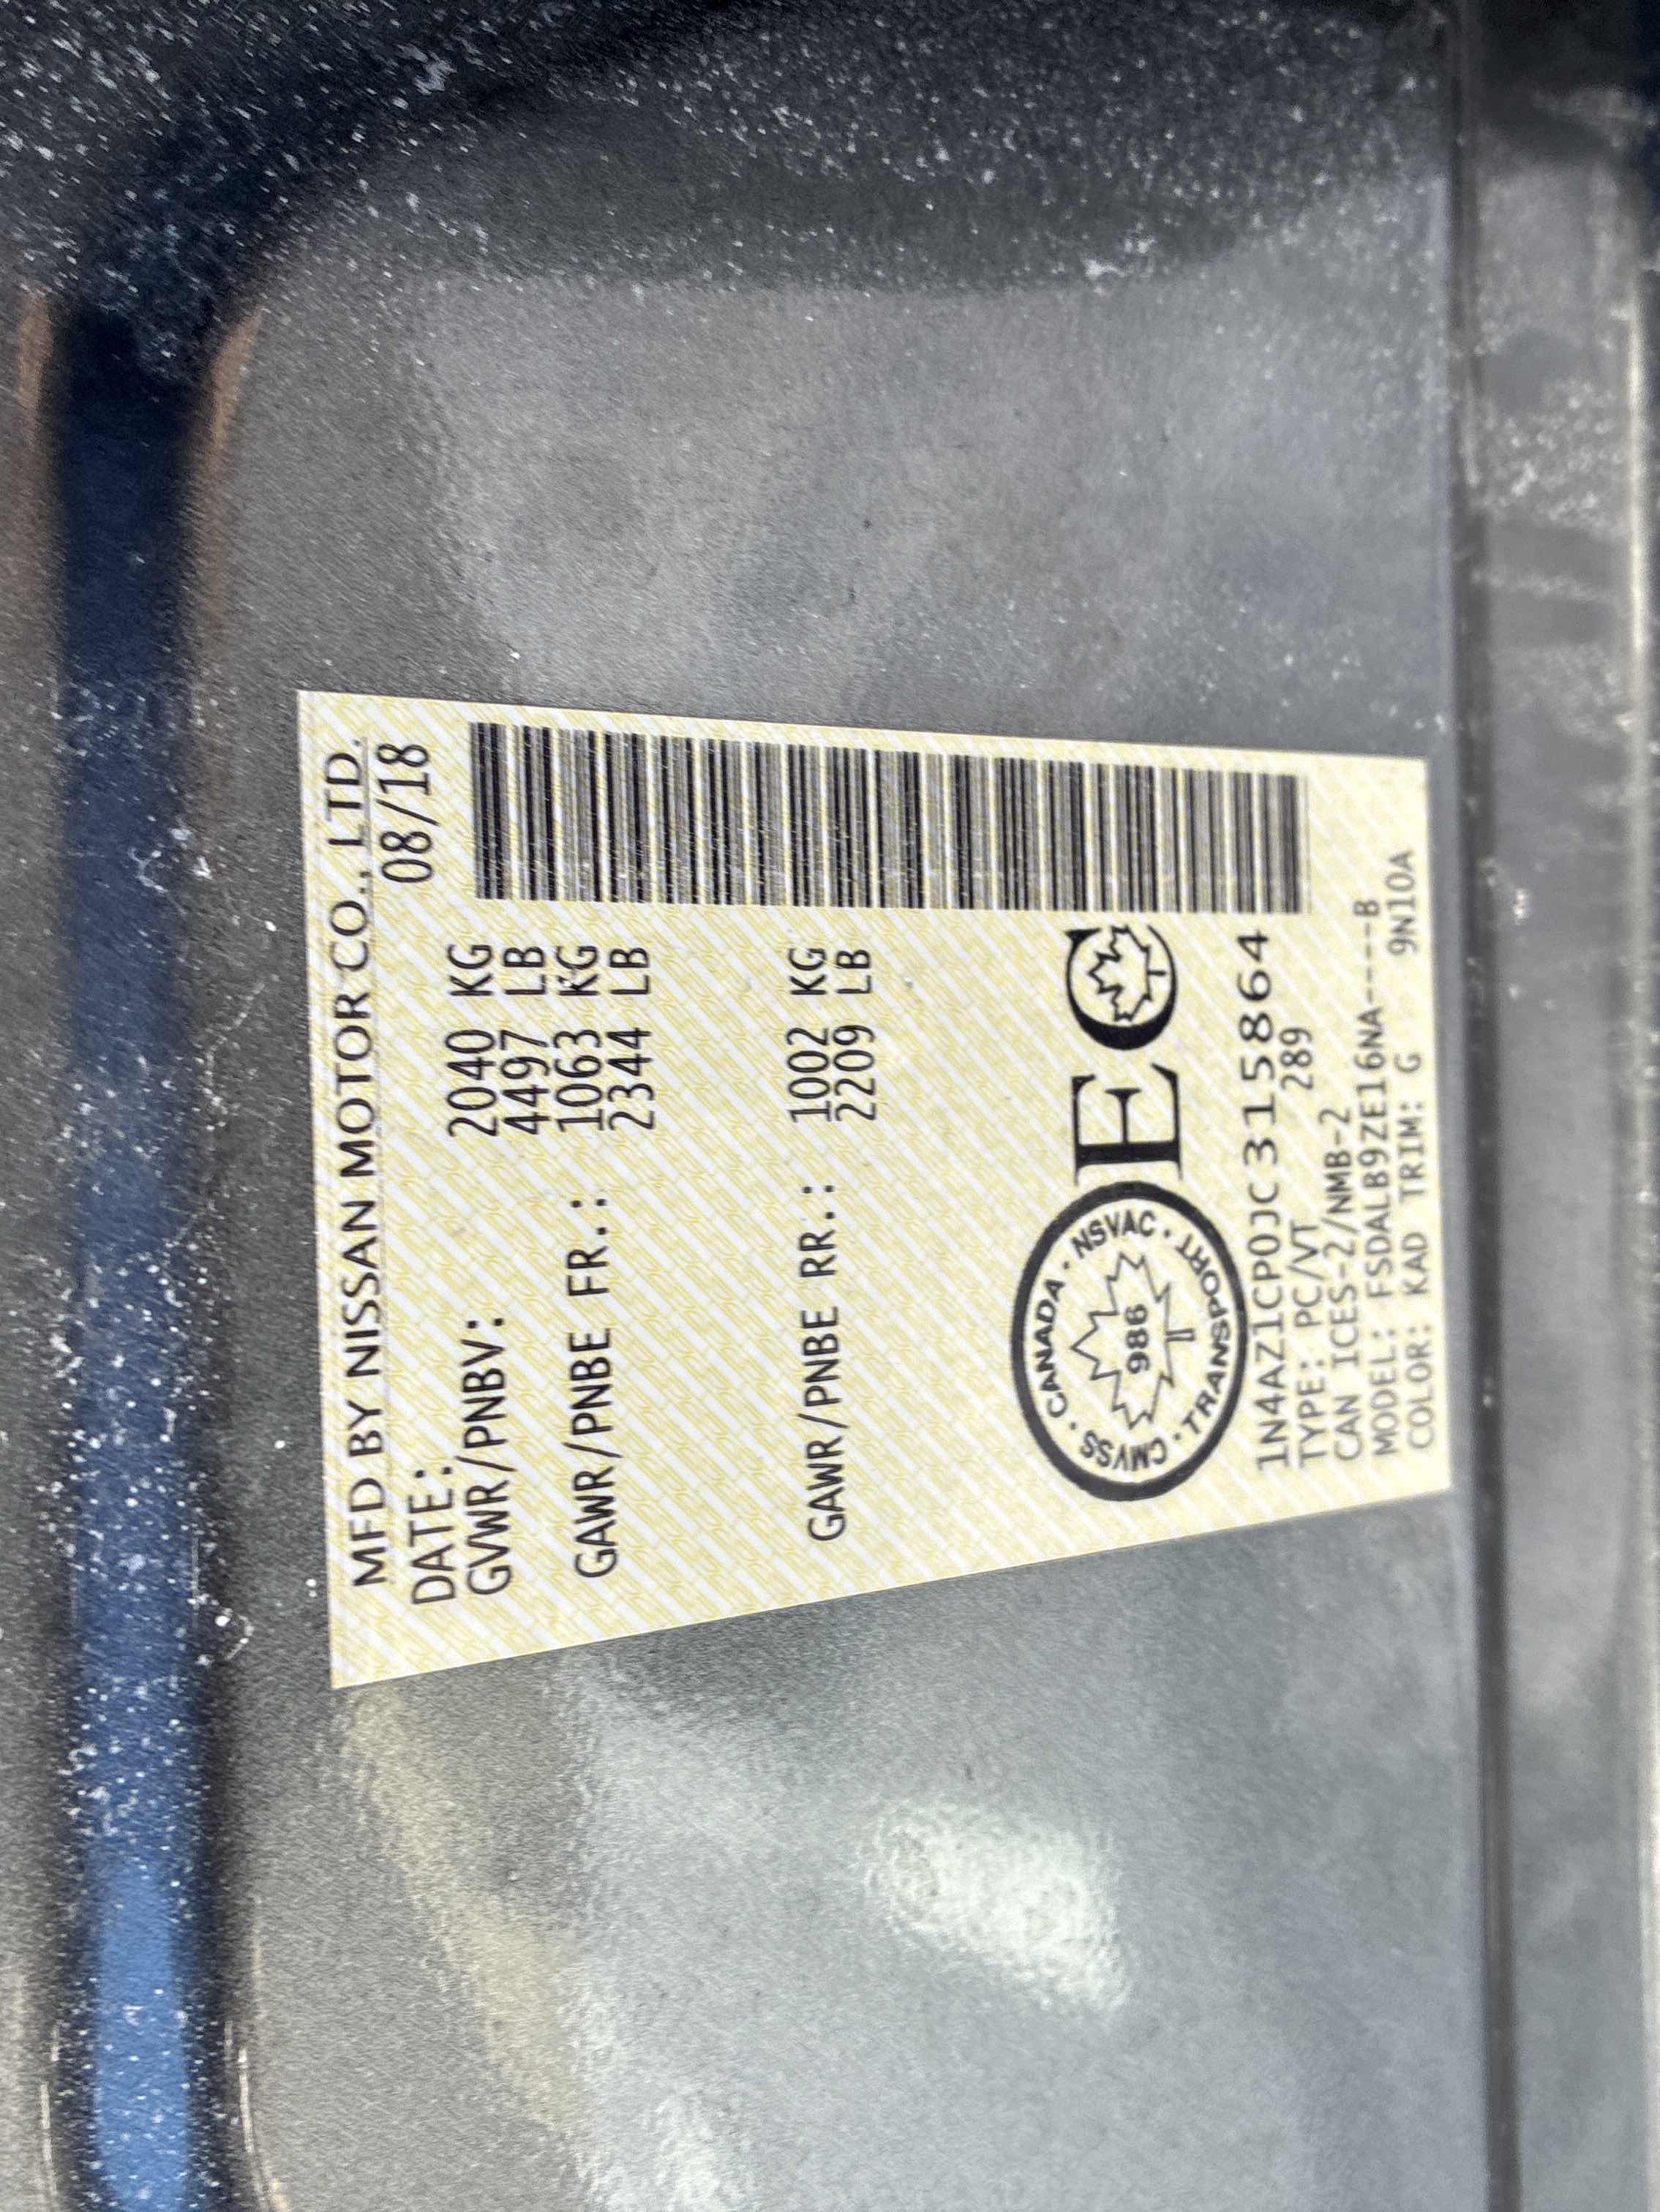 MFD BY NISSAN MOTOR CO., LTD.
DATE: 08/18
GVWR/PNBV: 2040 KG
4497 LB
GAWR/PNBE FR.: 1063 KG
2344 LB
GAWR/PNBE RR.: 1002 KG
2209 LB
CMVSS · CANADA · NSVAC · TRANSPORT ·
986
EC
1N4AZ1CP0JC315864
TYPE: PC/VT 289
CAN ICES-2/NMB-2
MODEL: FSDALB9ZE16NA----B
COLOR: KAD TRIM: G 9N10A